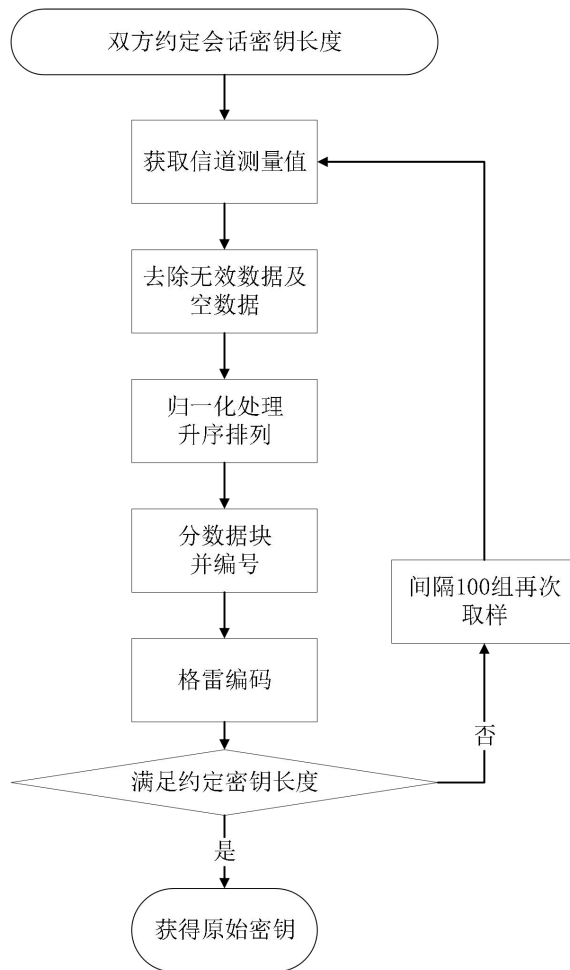 双方约定会话密钥长度
获取信道测量值
去除无效数据及
空数据
归一化处理
升序排列
分数据块
并编号
间隔100组再次
取样
格雷编码
否
满足约定密钥长度
是
获得原始密钥